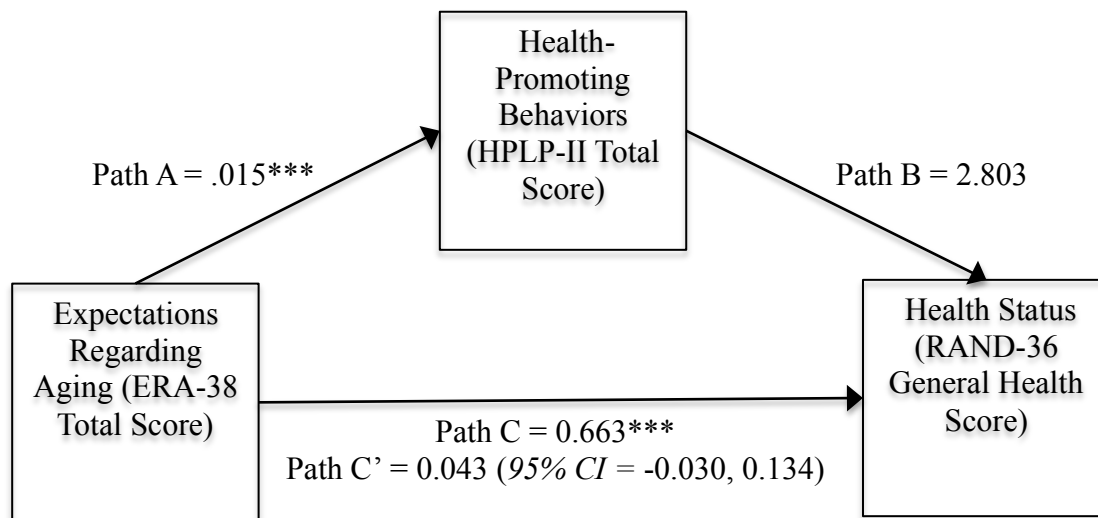 Health-
Promoting
Behaviors
(HPLP-II Total
Score)
Path A = .015***
Path B = 2.803
Expectations
Regarding
Aging (ERA-38
Total Score)
Health Status
(RAND-36
General Health
Score)
Path C = 0.663***
Path C’ = 0.043 (95% CI = -0.030, 0.134)